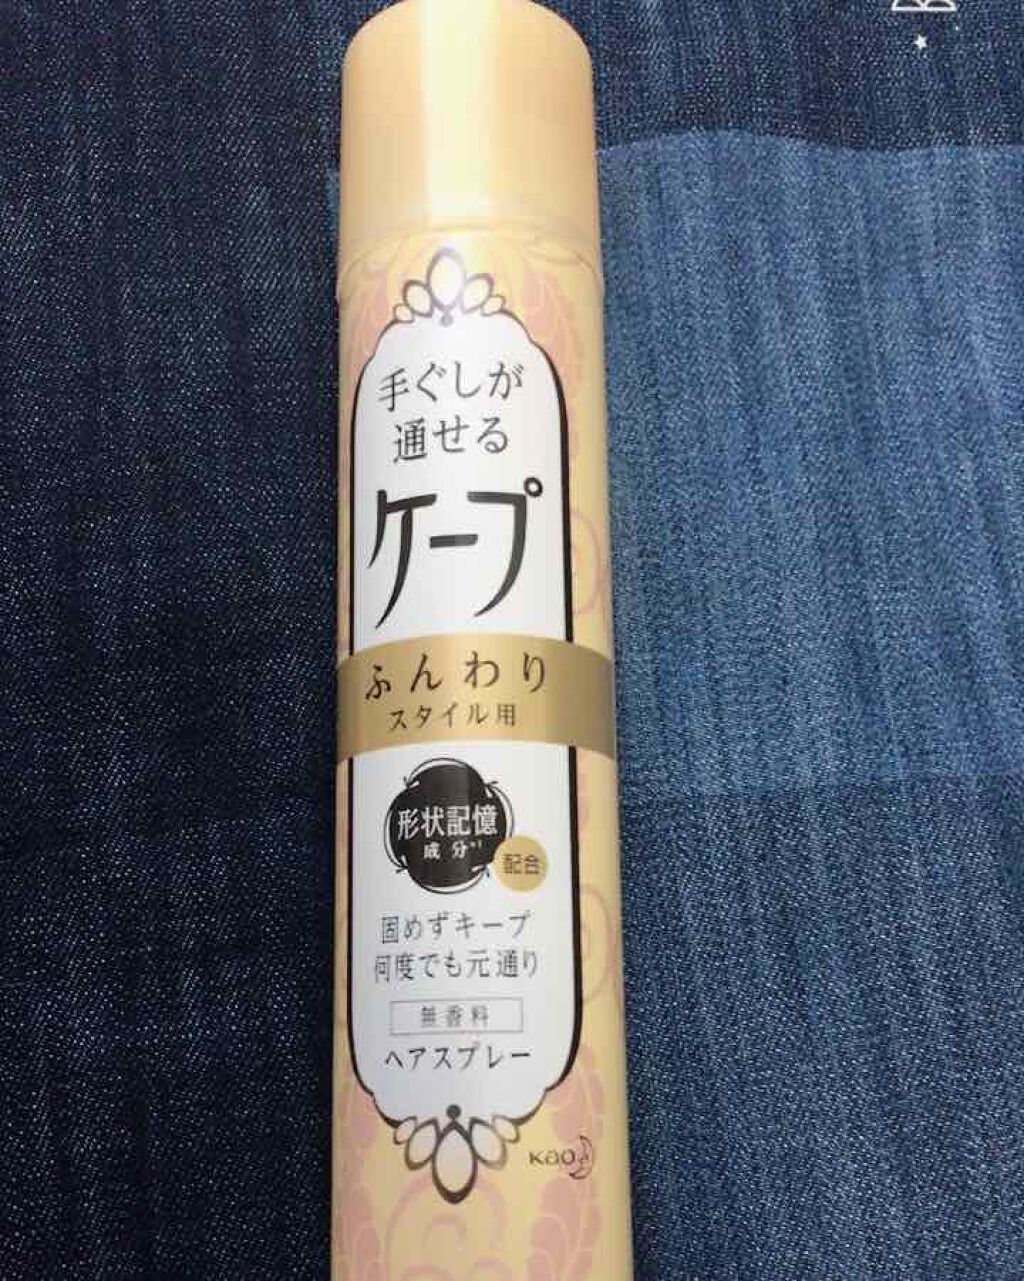 手ぐしが
通せる
ケープ
ふんわり
スタイル用
形状記憶
成分*1
配合
固めずキープ
何度でも元通り
無香料
ヘアスプレー
Kao